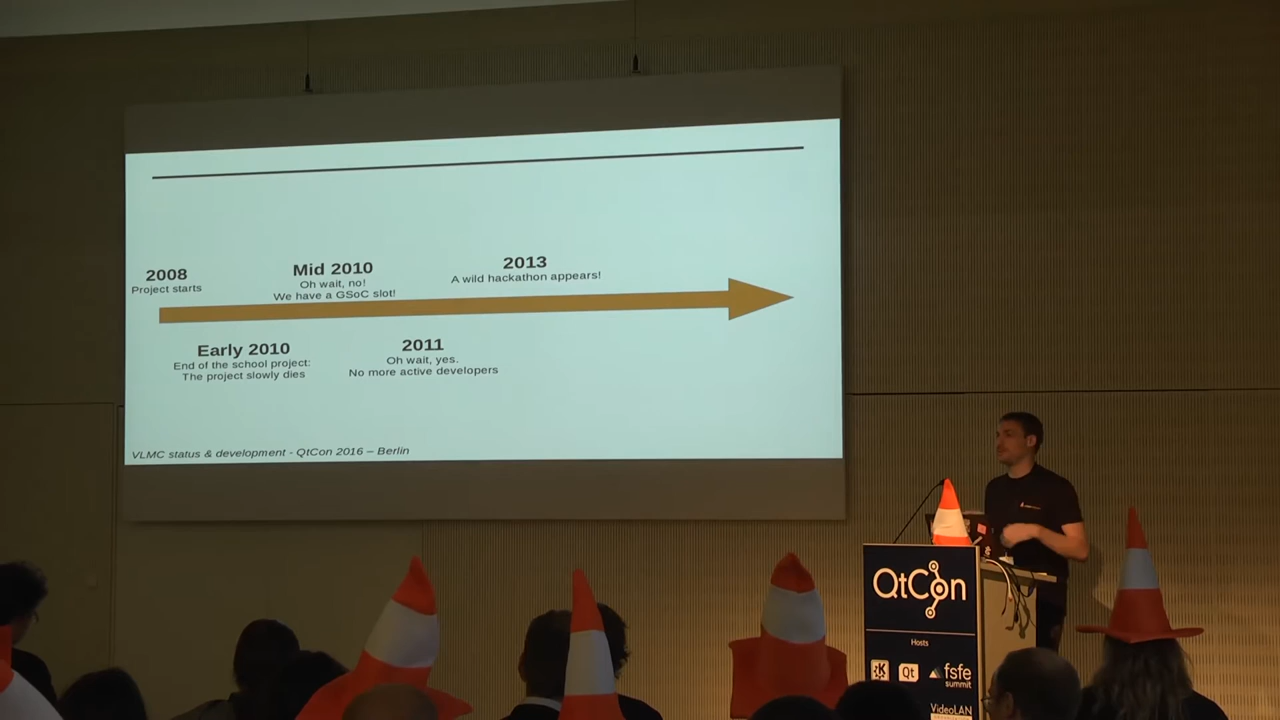 2008
Project starts
Mid 2010
Oh wait, no!
We have a GSoC slot!
2013
A wild hackathon appears!
Early 2010
End of the school project:
The project slowly dies
2011
Oh wait, yes.
No more active developers
VLMC status & development - QtCon 2016 – Berlin
QtCon
Hosts
Qt
fsfe
summit
VideoLAN